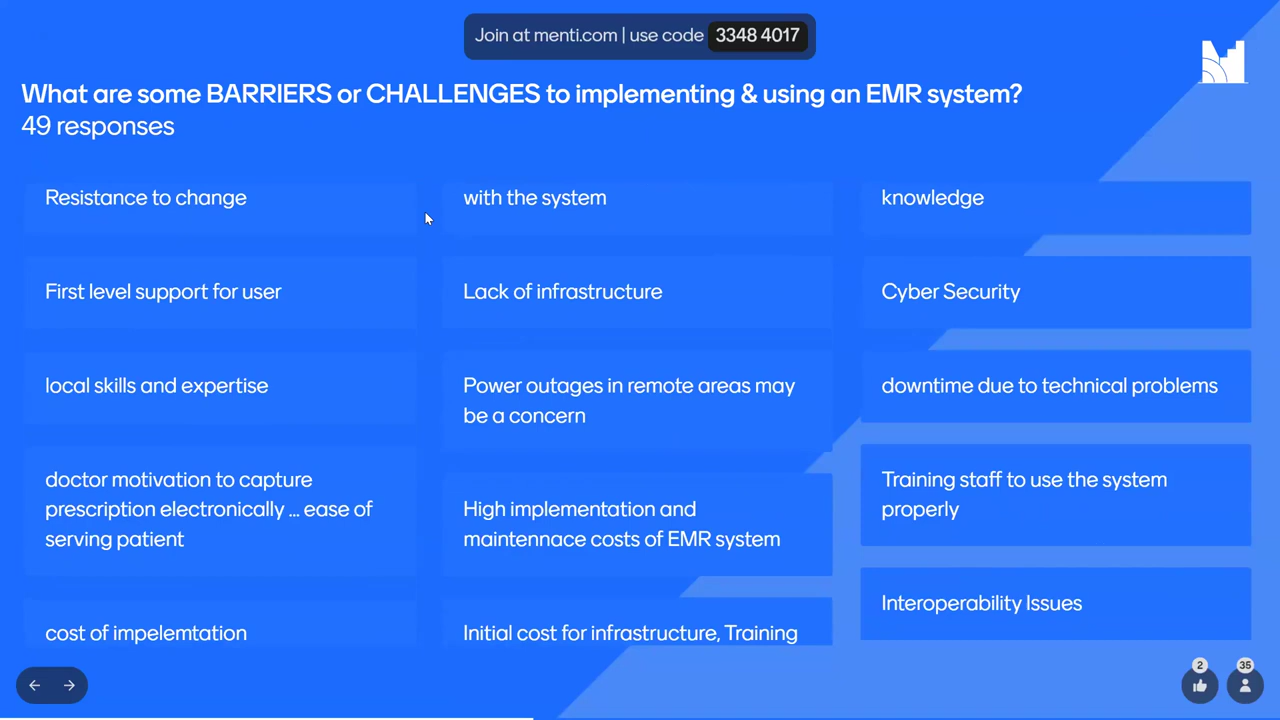 Join at menti.com | use code 3348 4017
What are some BARRIERS or CHALLENGES to implementing & using an EMR system?
49 responses
Resistance to change
First level support for user
local skills and expertise
doctor motivation to capture
prescription electronically ... ease of
serving patient
cost of impelemtation
with the system
Lack of infrastructure
Power outages in remote areas may
be a concern
High implementation and
maintennace costs of EMR system
Initial cost for infrastructure, Training
knowledge
Cyber Security
downtime due to technical problems
Training staff to use the system
properly
Interoperability Issues
2
35